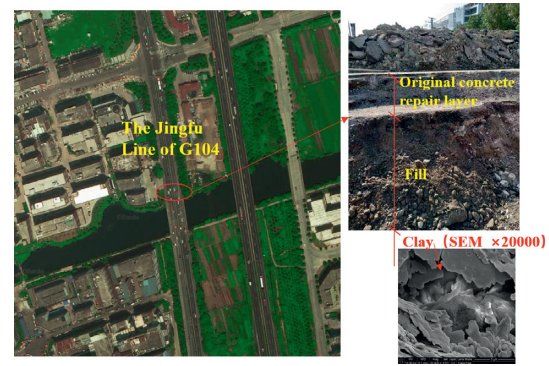 The Jingfu
Line of G104
Original concrete
repair layer
Fill
Clay (SEM ×20000)